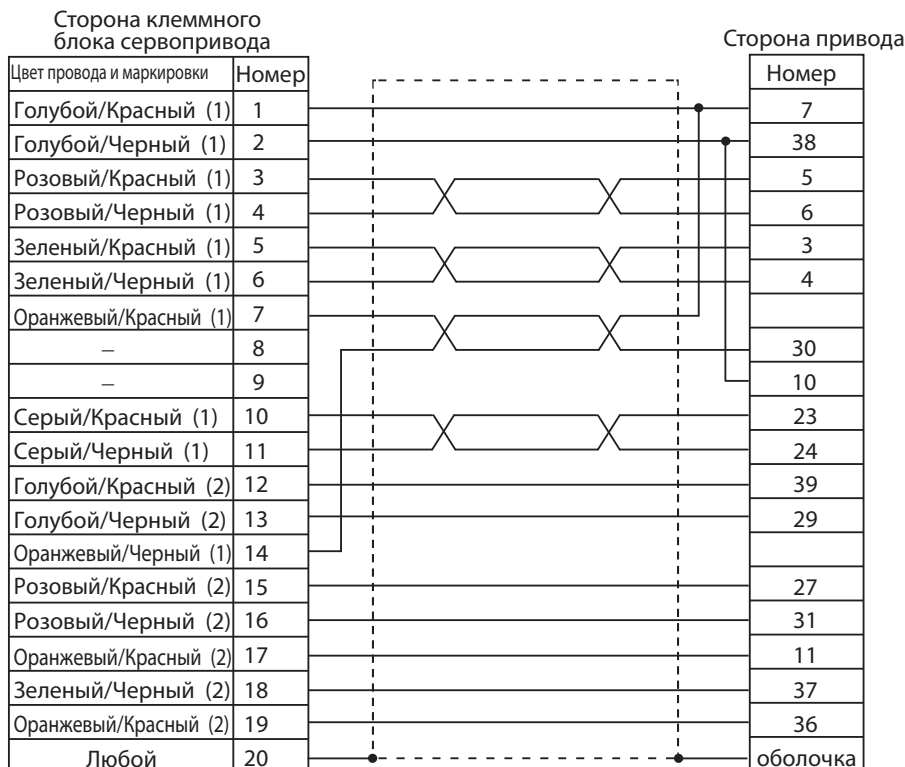 Сторона клеммного
блока сервопривода
Сторона привода
Цвет провода и маркировки Номер Номер
Голубой/Красный (1) 1 7
Голубой/Черный (1) 2 38
Розовый/Красный (1) 3 5
Розовый/Черный (1) 4 6
Зеленый/Красный (1) 5 3
Зеленый/Черный (1) 6 4
Оранжевый/Красный (1) 7
– 8 30
– 9 10
Серый/Красный (1) 10 23
Серый/Черный (1) 11 24
Голубой/Красный (2) 12 39
Голубой/Черный (2) 13 29
Оранжевый/Черный (1) 14
Розовый/Красный (2) 15 27
Розовый/Черный (2) 16 31
Оранжевый/Красный (2) 17 11
Зеленый/Черный (2) 18 37
Оранжевый/Красный (2) 19 36
Любой 20 оболочка